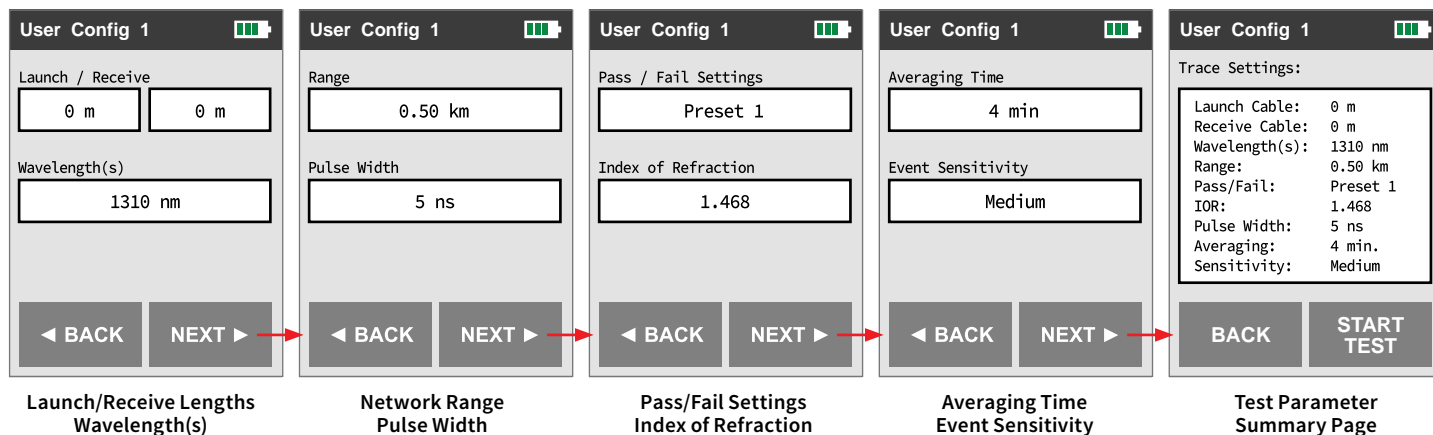 User Config 1
Launch / Receive
0 m 0 m
Wavelength(s)
1310 nm
◄ BACK NEXT ►
Launch/Receive Lengths
Wavelength(s)
User Config 1
Range
0.50 km
Pulse Width
5 ns
◄ BACK NEXT ►
Network Range
Pulse Width
User Config 1
Pass / Fail Settings
Preset 1
Index of Refraction
1.468
◄ BACK NEXT ►
Pass/Fail Settings
Index of Refraction
User Config 1
Averaging Time
4 min
Event Sensitivity
Medium
◄ BACK NEXT ►
Averaging Time
Event Sensitivity
User Config 1
Trace Settings:
Launch Cable: 0 m
Receive Cable: 0 m
Wavelength(s): 1310 nm
Range: 0.50 km
Pass/Fail: Preset 1
IOR: 1.468
Pulse Width: 5 ns
Averaging: 4 min.
Sensitivity: Medium
BACK START
TEST
Test Parameter
Summary Page